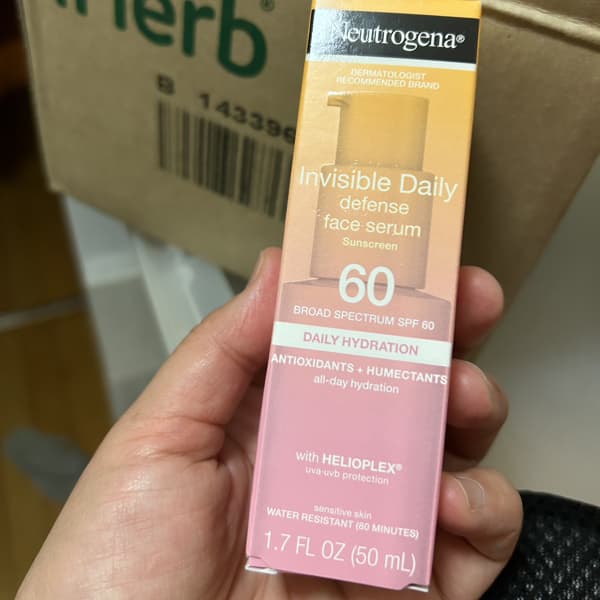 Herb®
B 143396
Neutrogena®
DERMATOLOGIST
RECOMMENDED BRAND
Invisible Daily
defense
face serum
Sunscreen
60
BROAD SPECTRUM SPF 60
DAILY HYDRATION
ANTIOXIDANTS + HUMECTANTS
all-day hydration
with HELIOPLEX®
uva-uvb protection
sensitive skin
WATER RESISTANT (80 MINUTES)
1.7 FL OZ (50 mL)